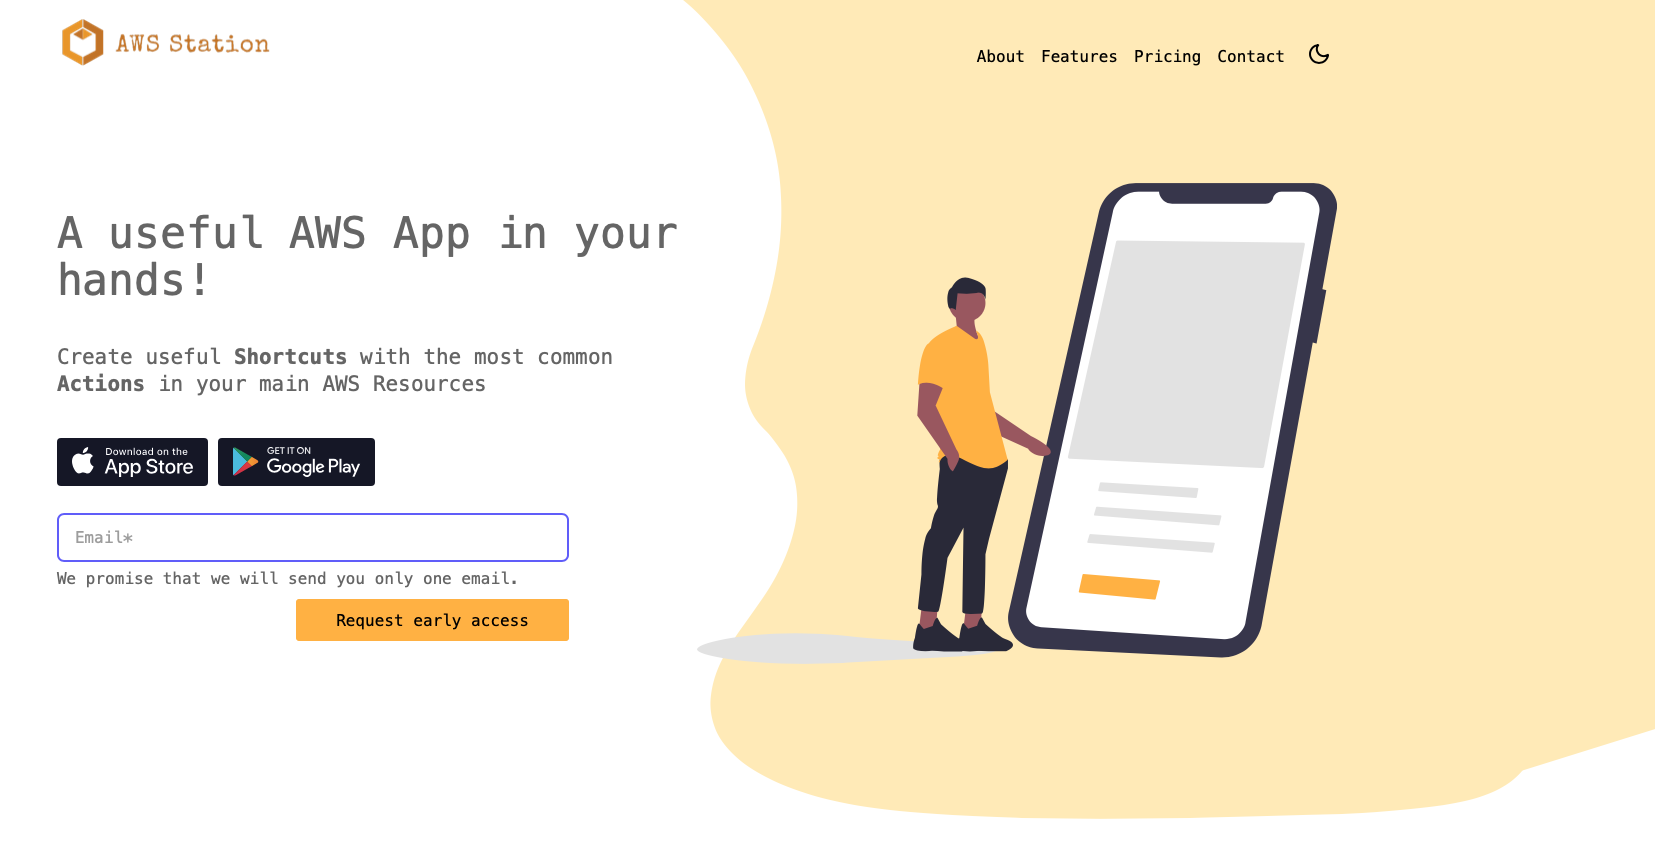 AWS Station
About Features Pricing Contact
A useful AWS App in your
hands!
Create useful Shortcuts with the most common
Actions in your main AWS Resources
Download on the
App Store
GET IT ON
Google Play
Email*
We promise that we will send you only one email.
Request early access